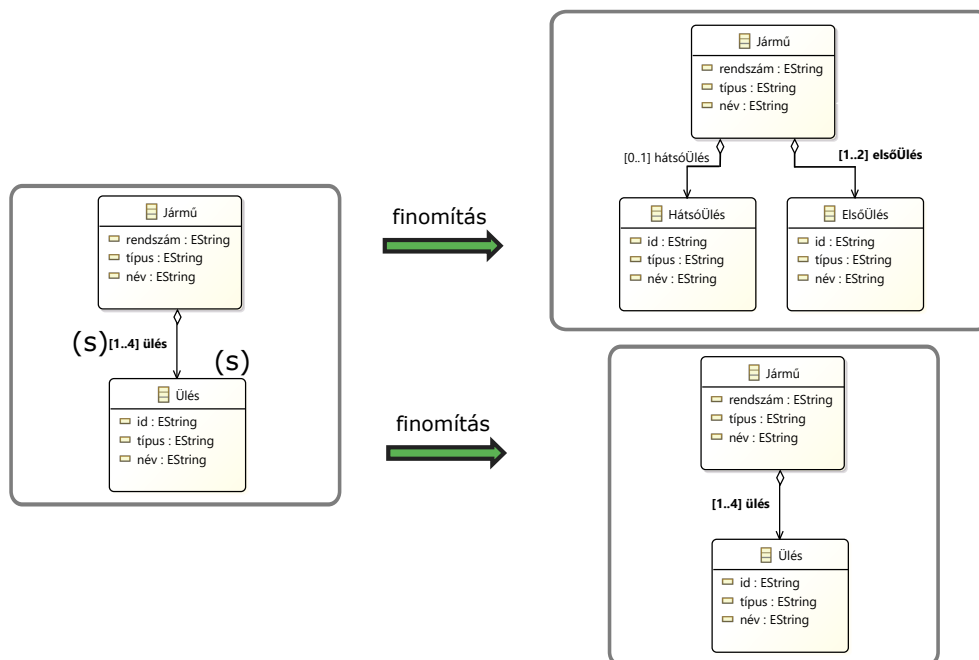 Jármű
rendszám : EString
típus : EString
név : EString
(s) [1..4] ülés
(s)
Ülés
id : EString
típus : EString
név : EString
finomítás
finomítás
Jármű
rendszám : EString
típus : EString
név : EString
[0..1] hátsóÜlés
[1..2] elsőÜlés
HátsóÜlés
id : EString
típus : EString
név : EString
ElsőÜlés
id : EString
típus : EString
név : EString
Jármű
rendszám : EString
típus : EString
név : EString
[1..4] ülés
Ülés
id : EString
típus : EString
név : EString